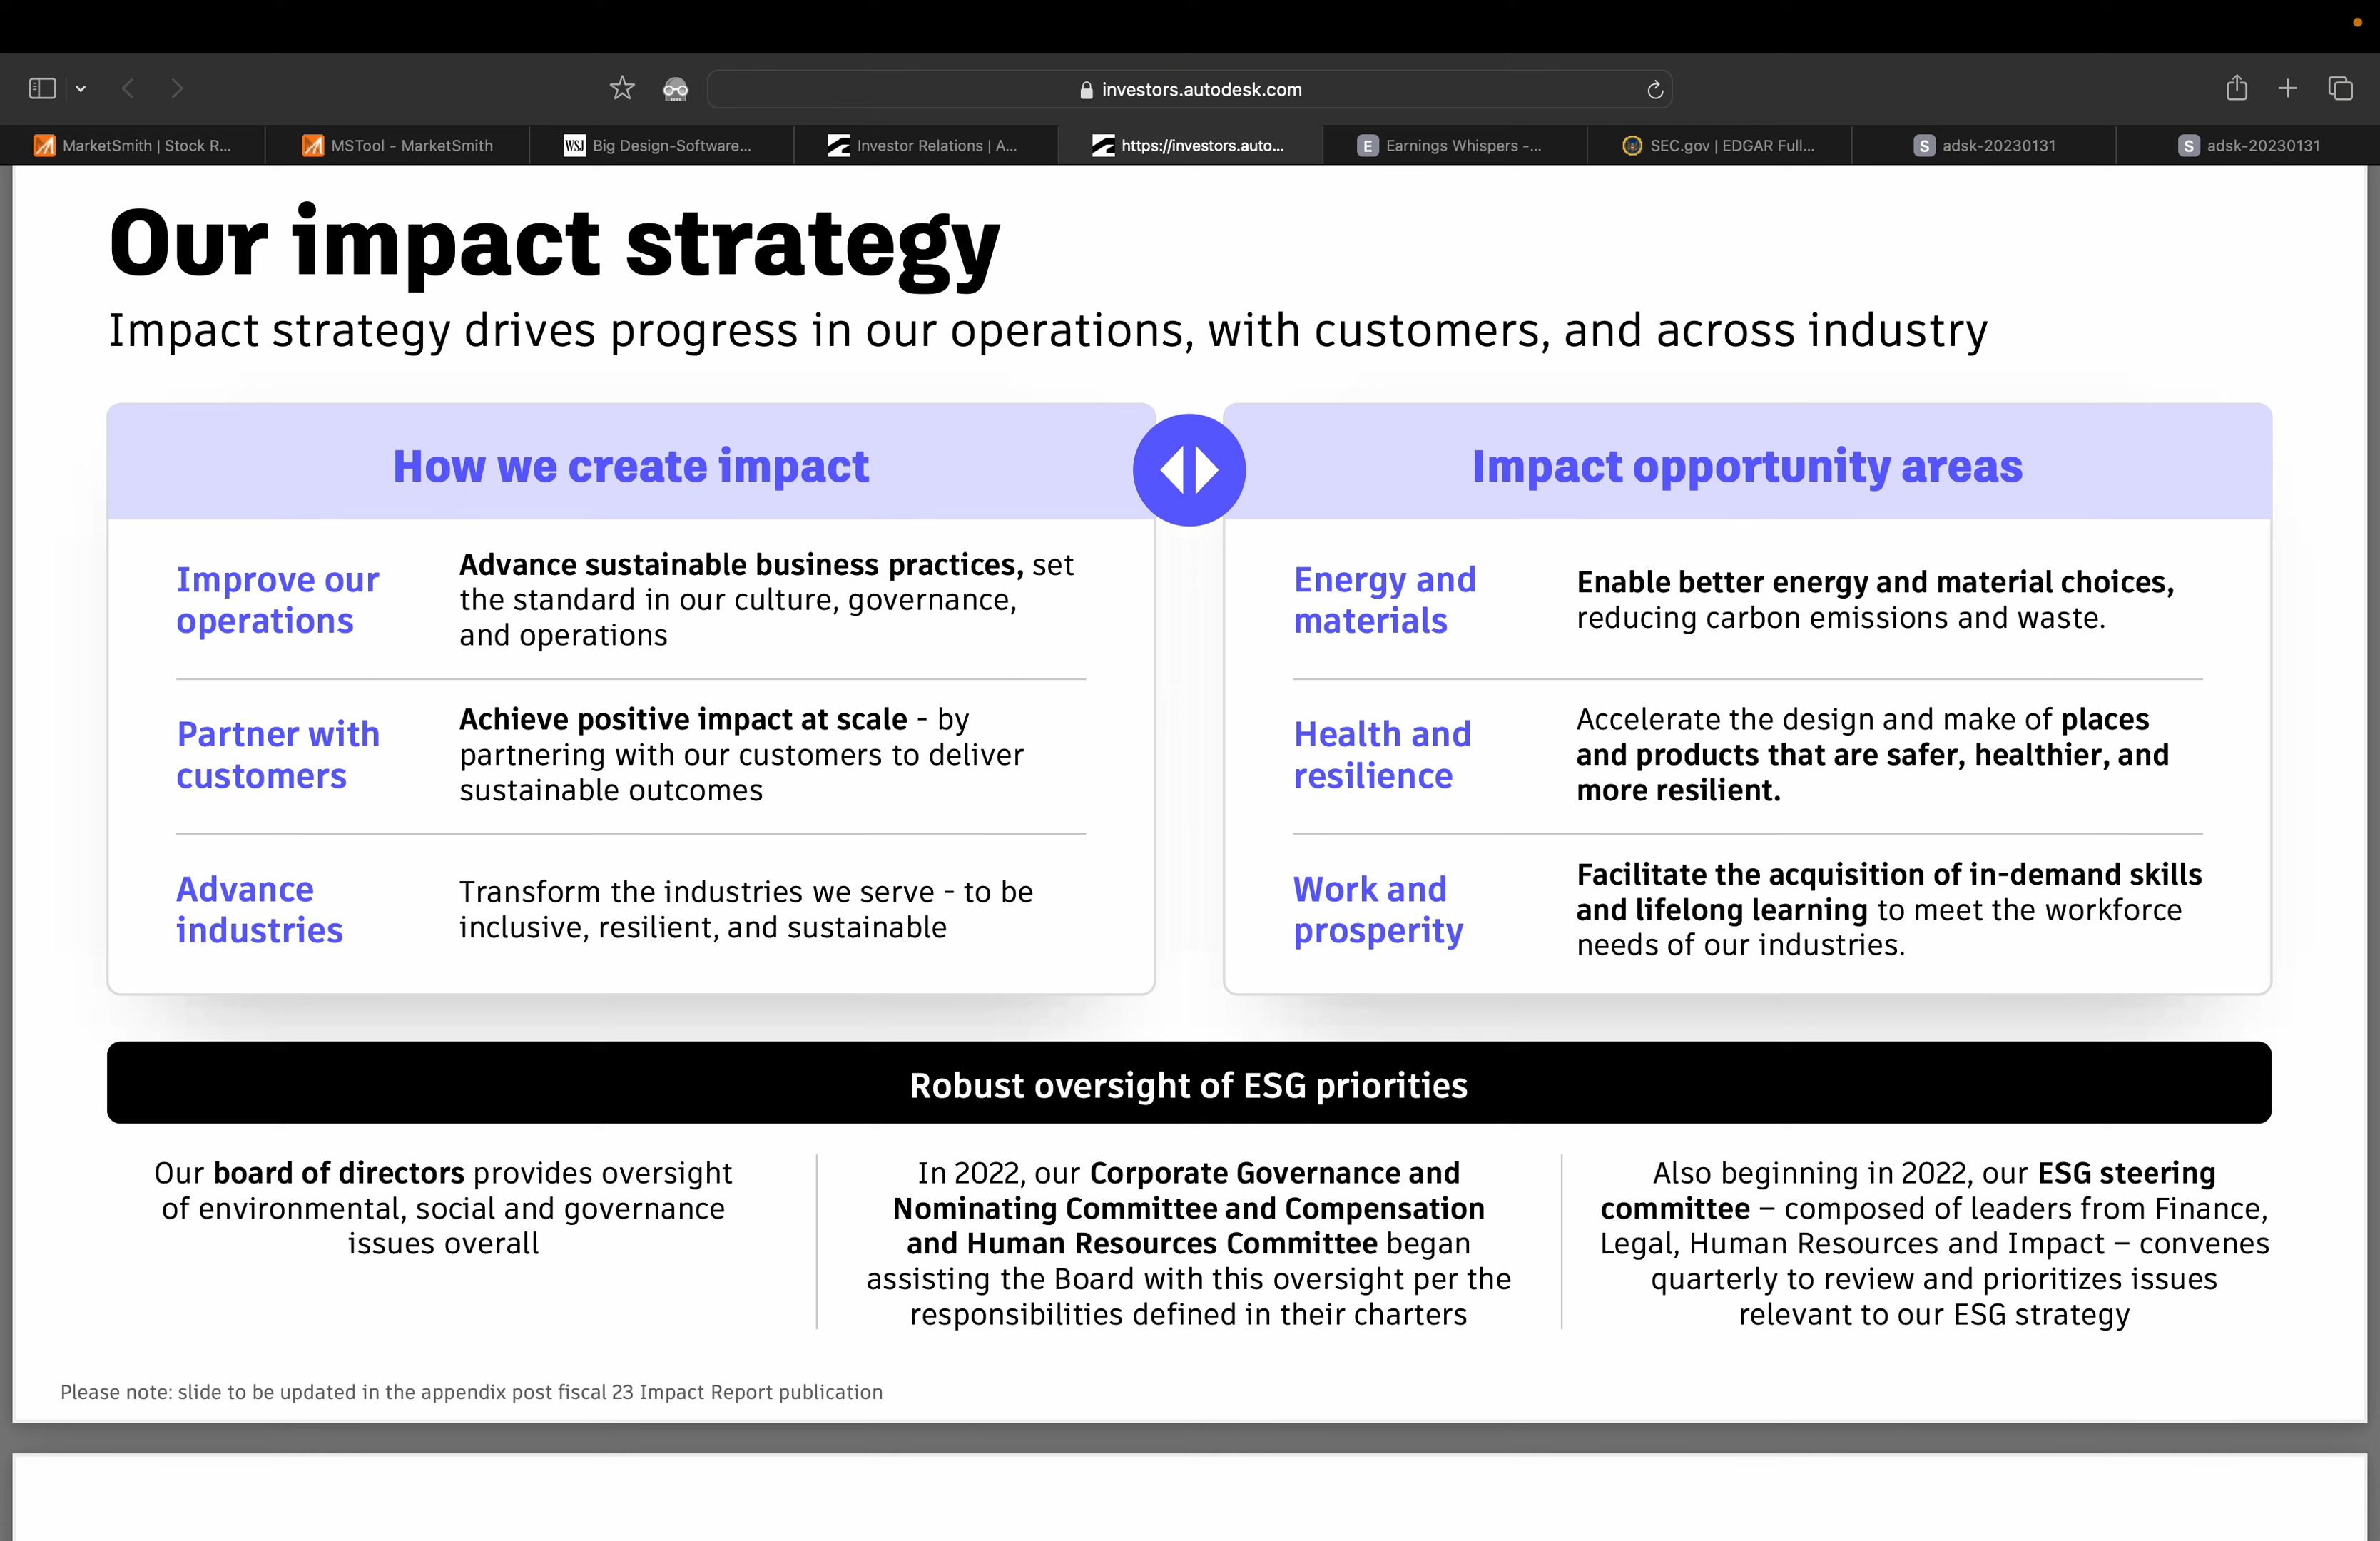 investors.autodesk.com
MarketSmith | Stock R...
MSTool - MarketSmith
WSJ
Big Design-Software...
Investor Relations | A...
https://investors.auto...
E
Earnings Whispers -...
SEC.gov | EDGAR Full...
S
adsk-20230131
S
adsk-20230131
Our impact strategy
Impact strategy drives progress in our operations, with customers, and across industry
How we create impact
Improve our
operations
Advance sustainable business practices, set
the standard in our culture, governance,
and operations
Partner with
customers
Achieve positive impact at scale - by
partnering with our customers to deliver
sustainable outcomes
Advance
industries
Transform the industries we serve - to be
inclusive, resilient, and sustainable
Impact opportunity areas
Energy and
materials
Enable better energy and material choices,
reducing carbon emissions and waste.
Health and
resilience
Accelerate the design and make of places
and products that are safer, healthier, and
more resilient.
Work and
prosperity
Facilitate the acquisition of in-demand skills
and lifelong learning to meet the workforce
needs of our industries.
Robust oversight of ESG priorities
Our board of directors provides oversight
of environmental, social and governance
issues overall
In 2022, our Corporate Governance and
Nominating Committee and Compensation
and Human Resources Committee began
assisting the Board with this oversight per the
responsibilities defined in their charters
Also beginning in 2022, our ESG steering
committee – composed of leaders from Finance,
Legal, Human Resources and Impact – convenes
quarterly to review and prioritizes issues
relevant to our ESG strategy
Please note: slide to be updated in the appendix post fiscal 23 Impact Report publication